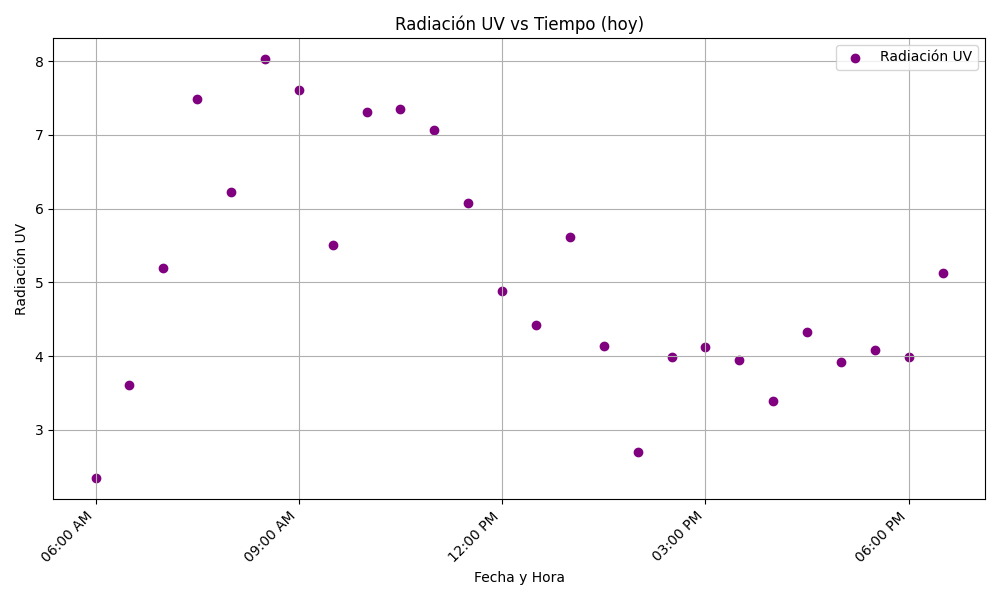 Radiación UV vs Tiempo (hoy)
Radiación UV
8
7
6
5
4
3
Radiación UV
06:00 AM
09:00 AM
12:00 PM
03:00 PM
06:00 PM
Fecha y Hora